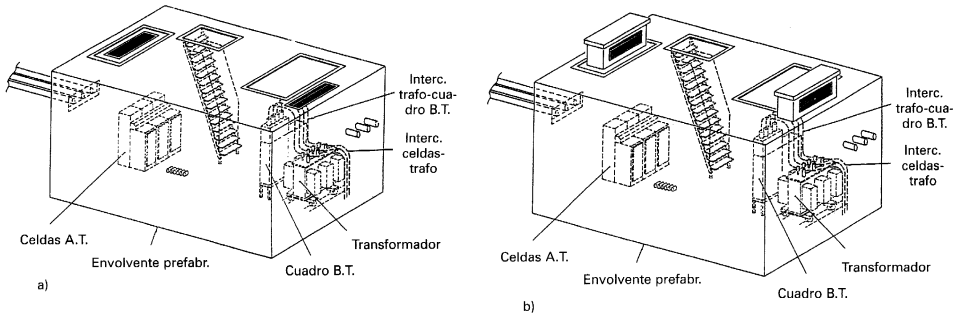 Interc.
trafo-cua-
dro B.T.
Interc.
celdas-
trafo
Celdas A.T.
Transformador
Envolvente prefabr.
Cuadro B.T.
a)
Interc.
trafo-cua-
dro B.T.
Interc.
celdas-
trafo
Celdas A.T.
Transformador
Envolvente prefabr.
Cuadro B.T.
b)